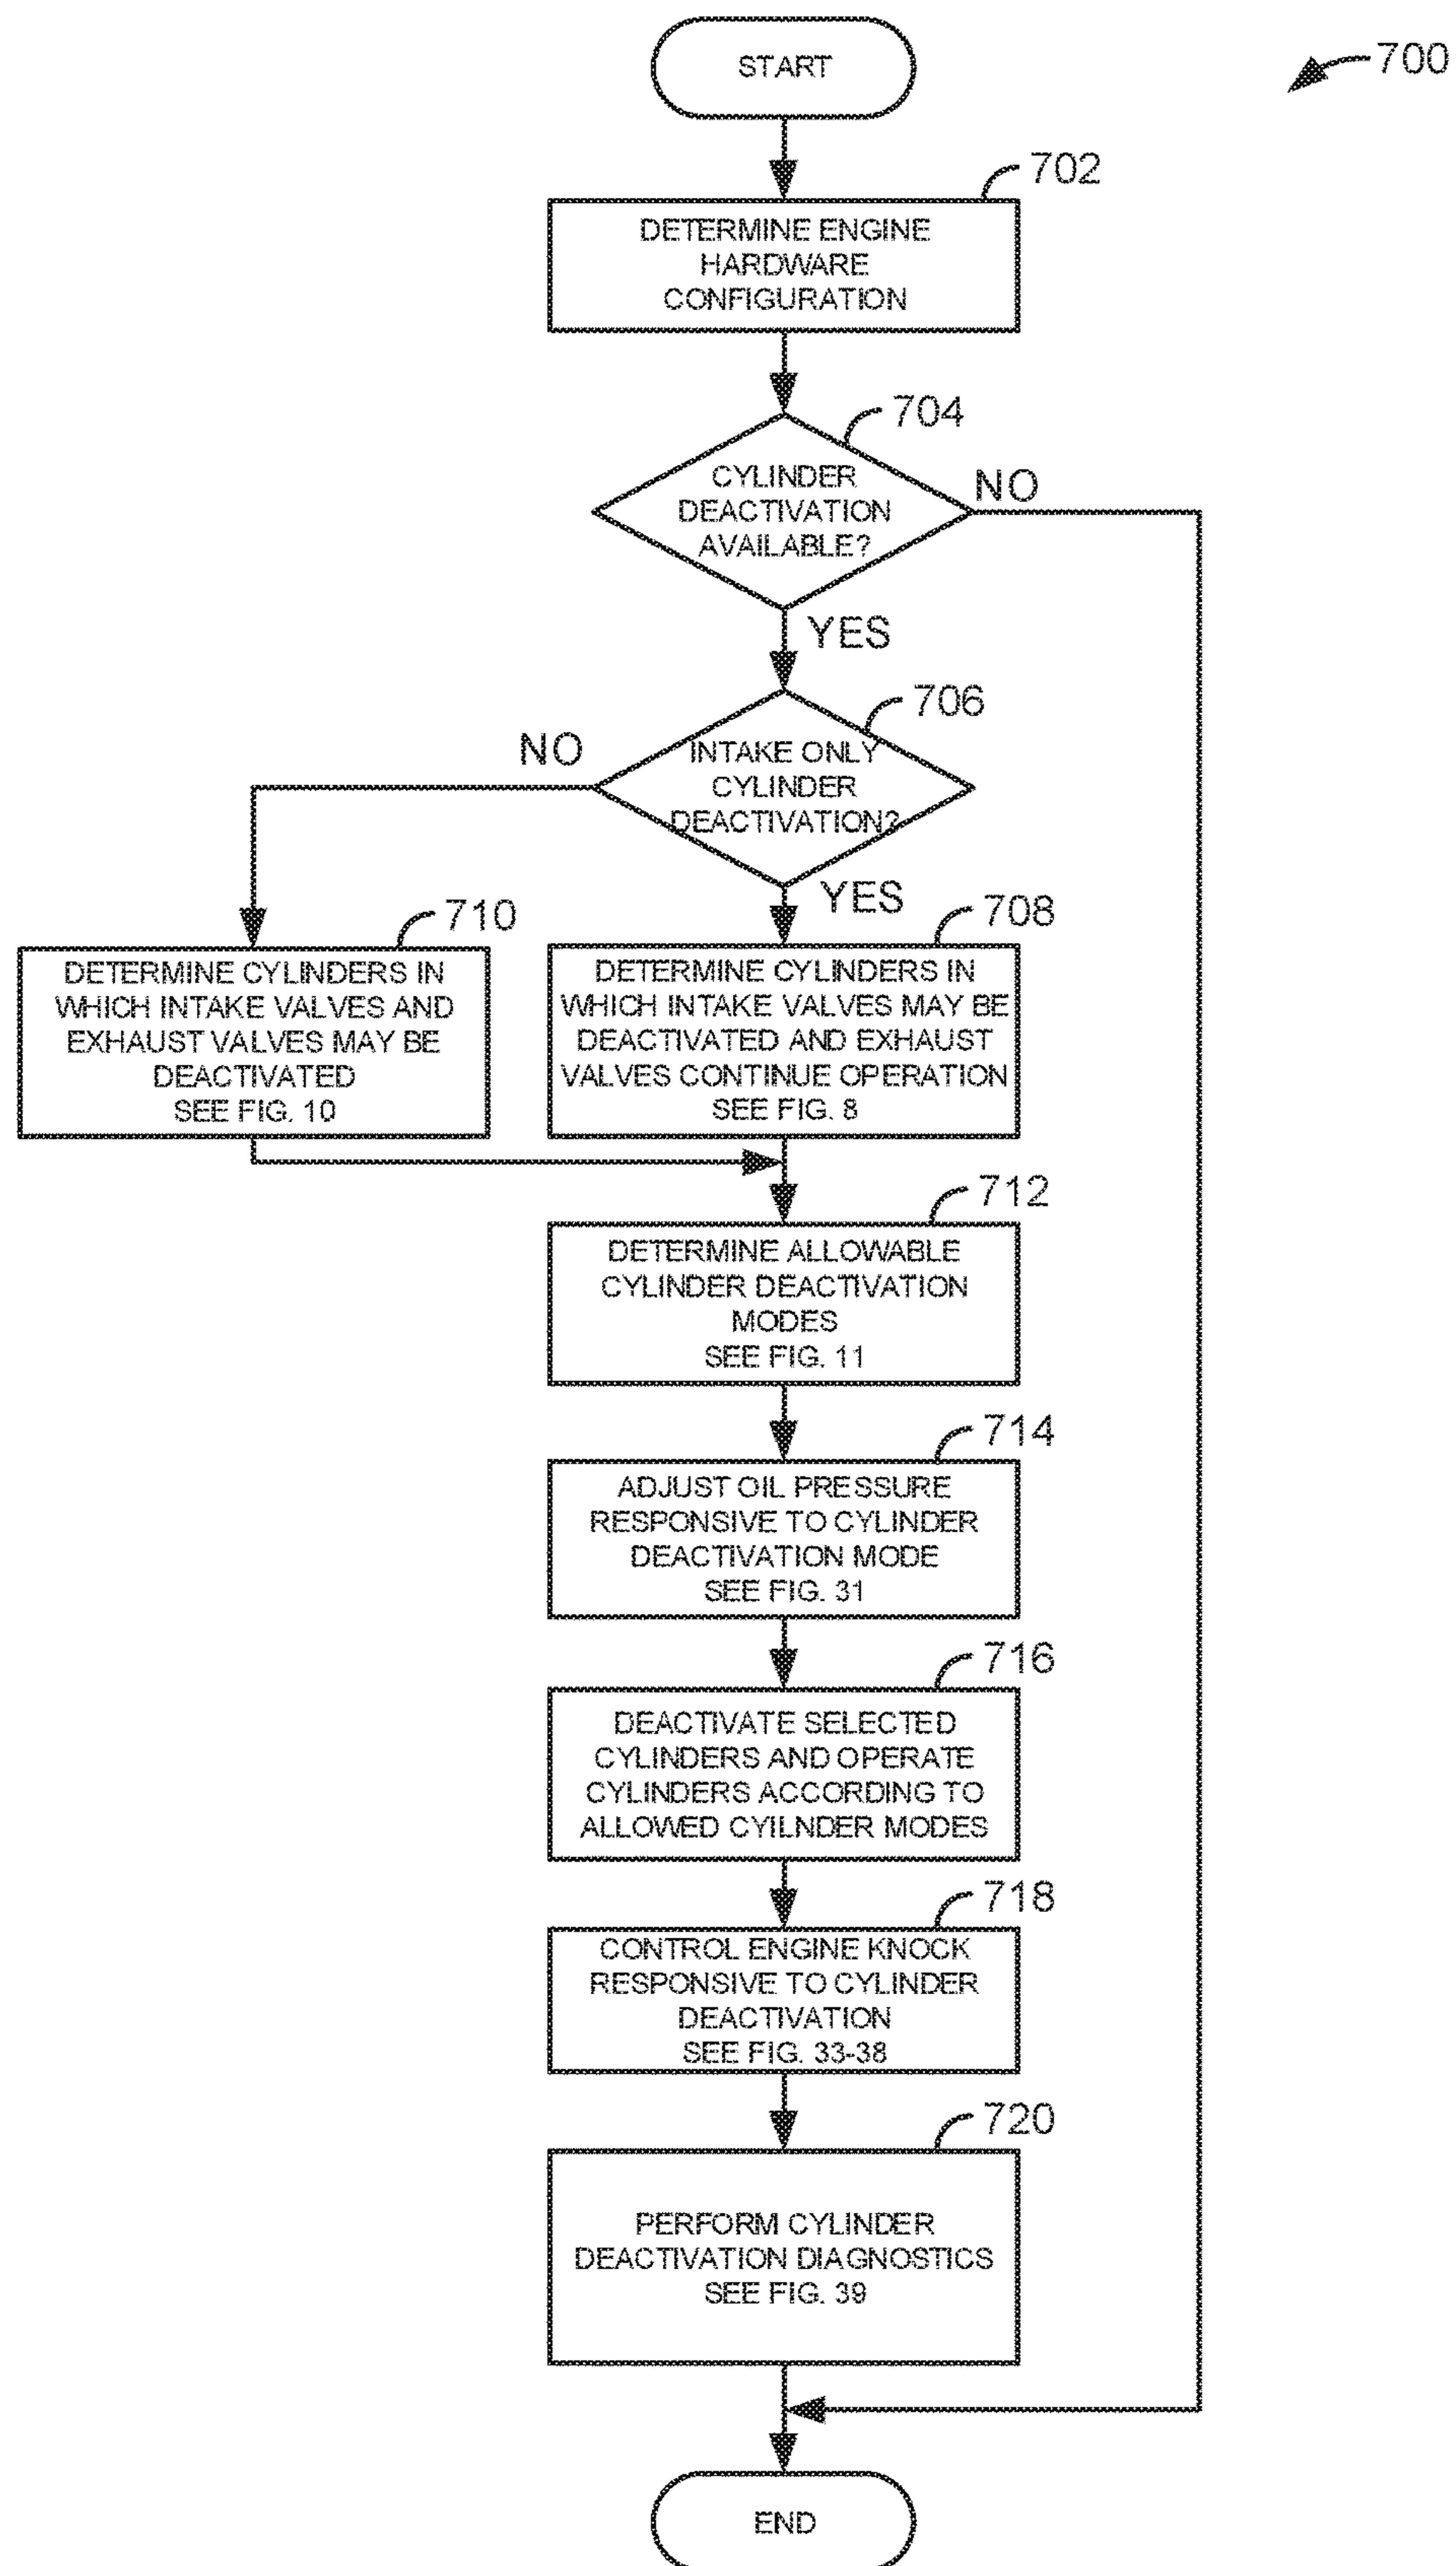 START
700
702
DETERMINE ENGINE
HARDWARE
CONFIGURATION
704
CYLINDER
DEACTIVATION
AVAILABLE?
NO
YES
706
INTAKE ONLY
CYLINDER
DEACTIVATION?
NO
YES
710
DETERMINE CYLINDERS IN
WHICH INTAKE VALVES AND
EXHAUST VALVES MAY BE
DEACTIVATED
SEE FIG. 10
708
DETERMINE CYLINDERS IN
WHICH INTAKE VALVES MAY BE
DEACTIVATED AND EXHAUST
VALVES CONTINUE OPERATION
SEE FIG. 8
712
DETERMINE ALLOWABLE
CYLINDER DEACTIVATION
MODES
SEE FIG. 11
714
ADJUST OIL PRESSURE
RESPONSIVE TO CYLINDER
DEACTIVATION MODE
SEE FIG. 31
716
DEACTIVATE SELECTED
CYLINDERS AND OPERATE
CYLINDERS ACCORDING TO
ALLOWED CYILNDER MODES
718
CONTROL ENGINE KNOCK
RESPONSIVE TO CYLINDER
DEACTIVATION
SEE FIG. 33-38
720
PERFORM CYLINDER
DEACTIVATION DIAGNOSTICS
SEE FIG. 39
END